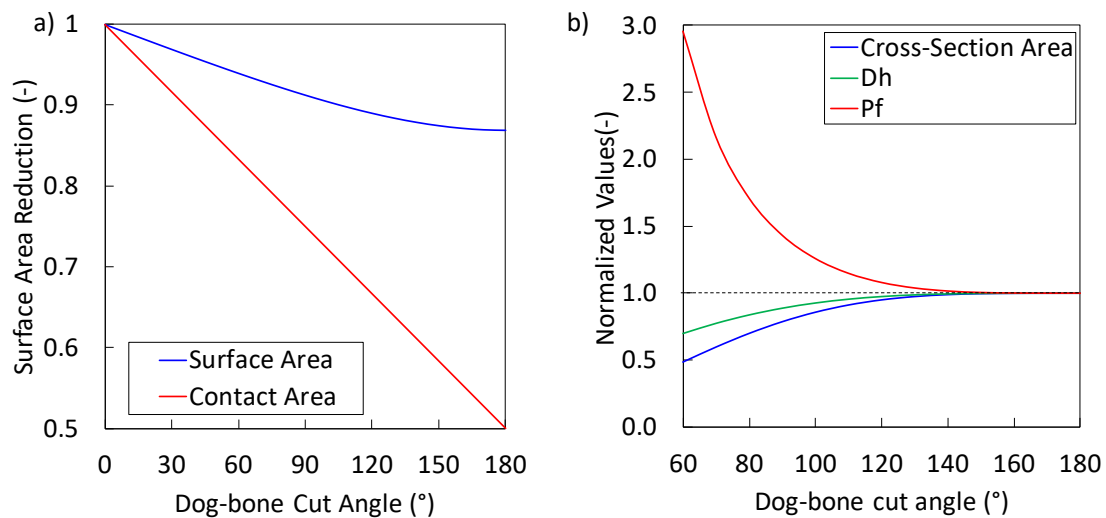 a)
Surface Area Reduction (-)
1
0.9
0.8
0.7
0.6
0.5
Surface Area
Contact Area
0 30 60 90 120 150 180
Dog-bone Cut Angle (°)
b)
Normalized Values(-)
3.0
2.5
2.0
1.5
1.0
0.5
0.0
Cross-Section Area
Dh
Pf
60 80 100 120 140 160 180
Dog-bone cut angle (°)